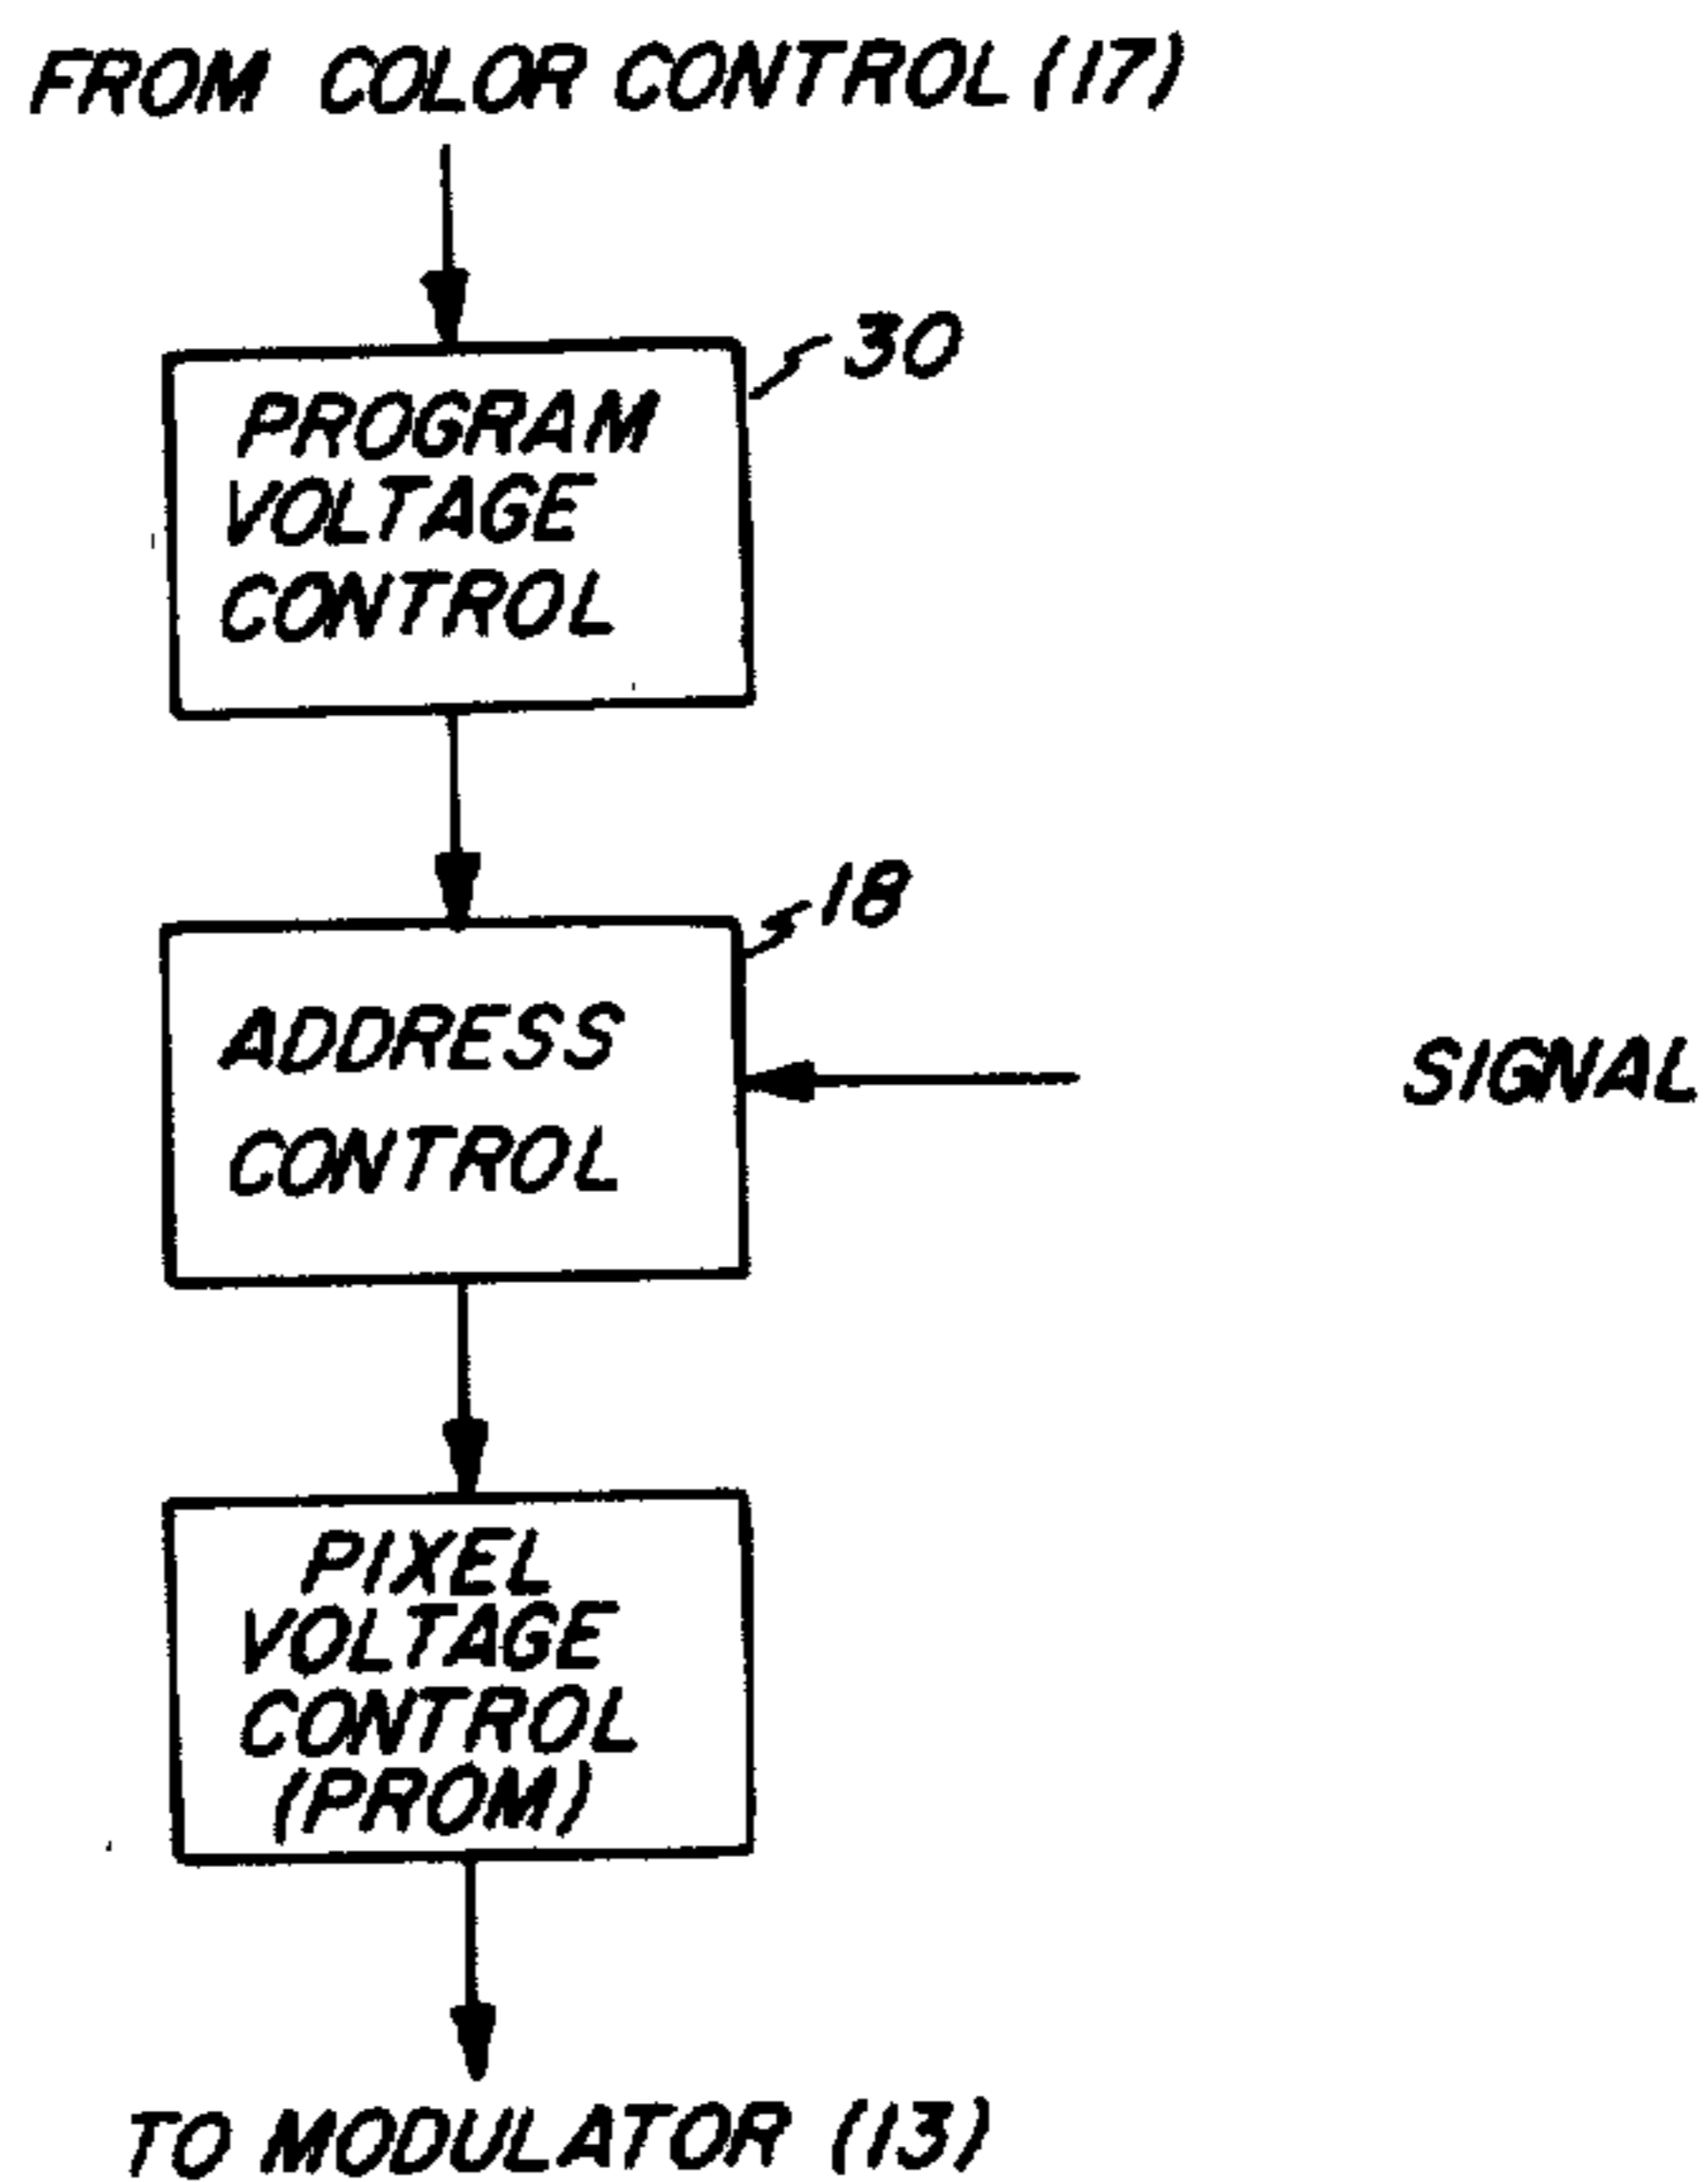 FROM COLOR CONTROL (17)
30
PROGRAM
VOLTAGE
CONTROL
18
ADDRESS
CONTROL
SIGNAL
PIXEL
VOLTAGE
CONTROL
(PROM)
TO MODULATOR (13)